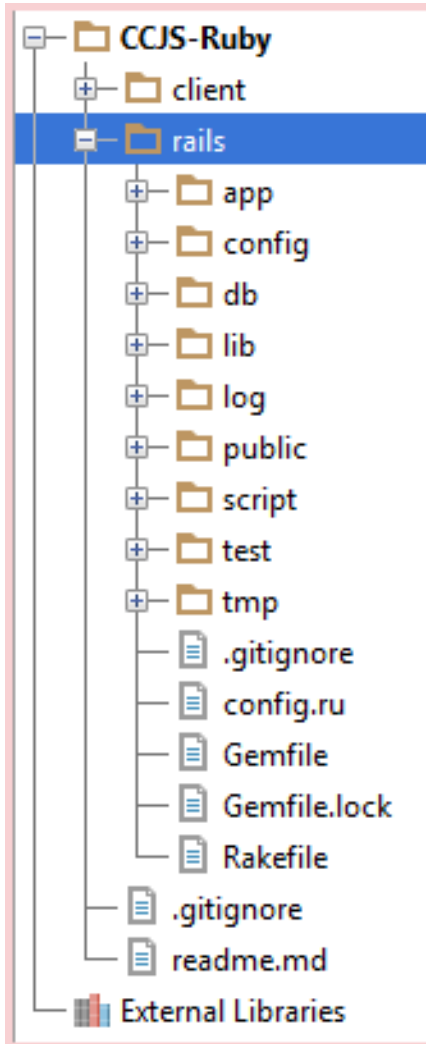 CCJS-Ruby
client
rails
app
config
db
lib
log
public
script
test
tmp
.gitignore
config.ru
Gemfile
Gemfile.lock
Rakefile
.gitignore
readme.md
External Libraries